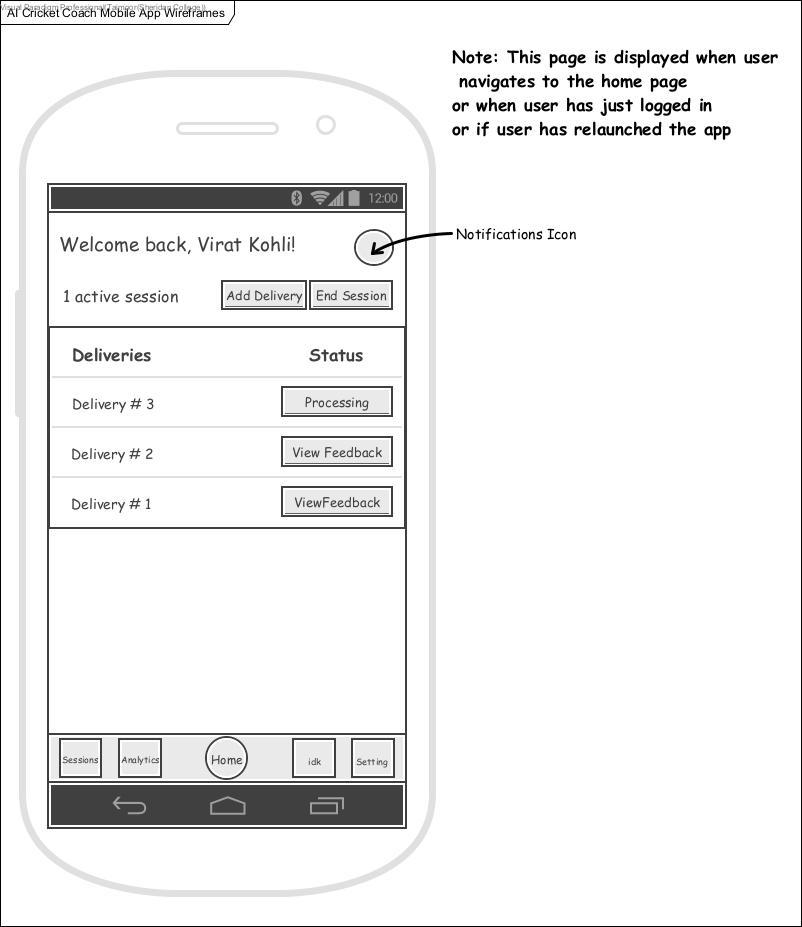 Visual Paradigm Professional(Taimoor(Sheridan College))
AI Cricket Coach Mobile App Wireframes
Note: This page is displayed when user
navigates to the home page
or when user has just logged in
or if user has relaunched the app
12:00
Welcome back, Virat Kohli!
Notifications Icon
1 active session
Add Delivery
End Session
Deliveries
Status
Delivery # 3
Processing
Delivery # 2
View Feedback
Delivery # 1
ViewFeedback
Sessions
Analytics
Home
idk
Setting